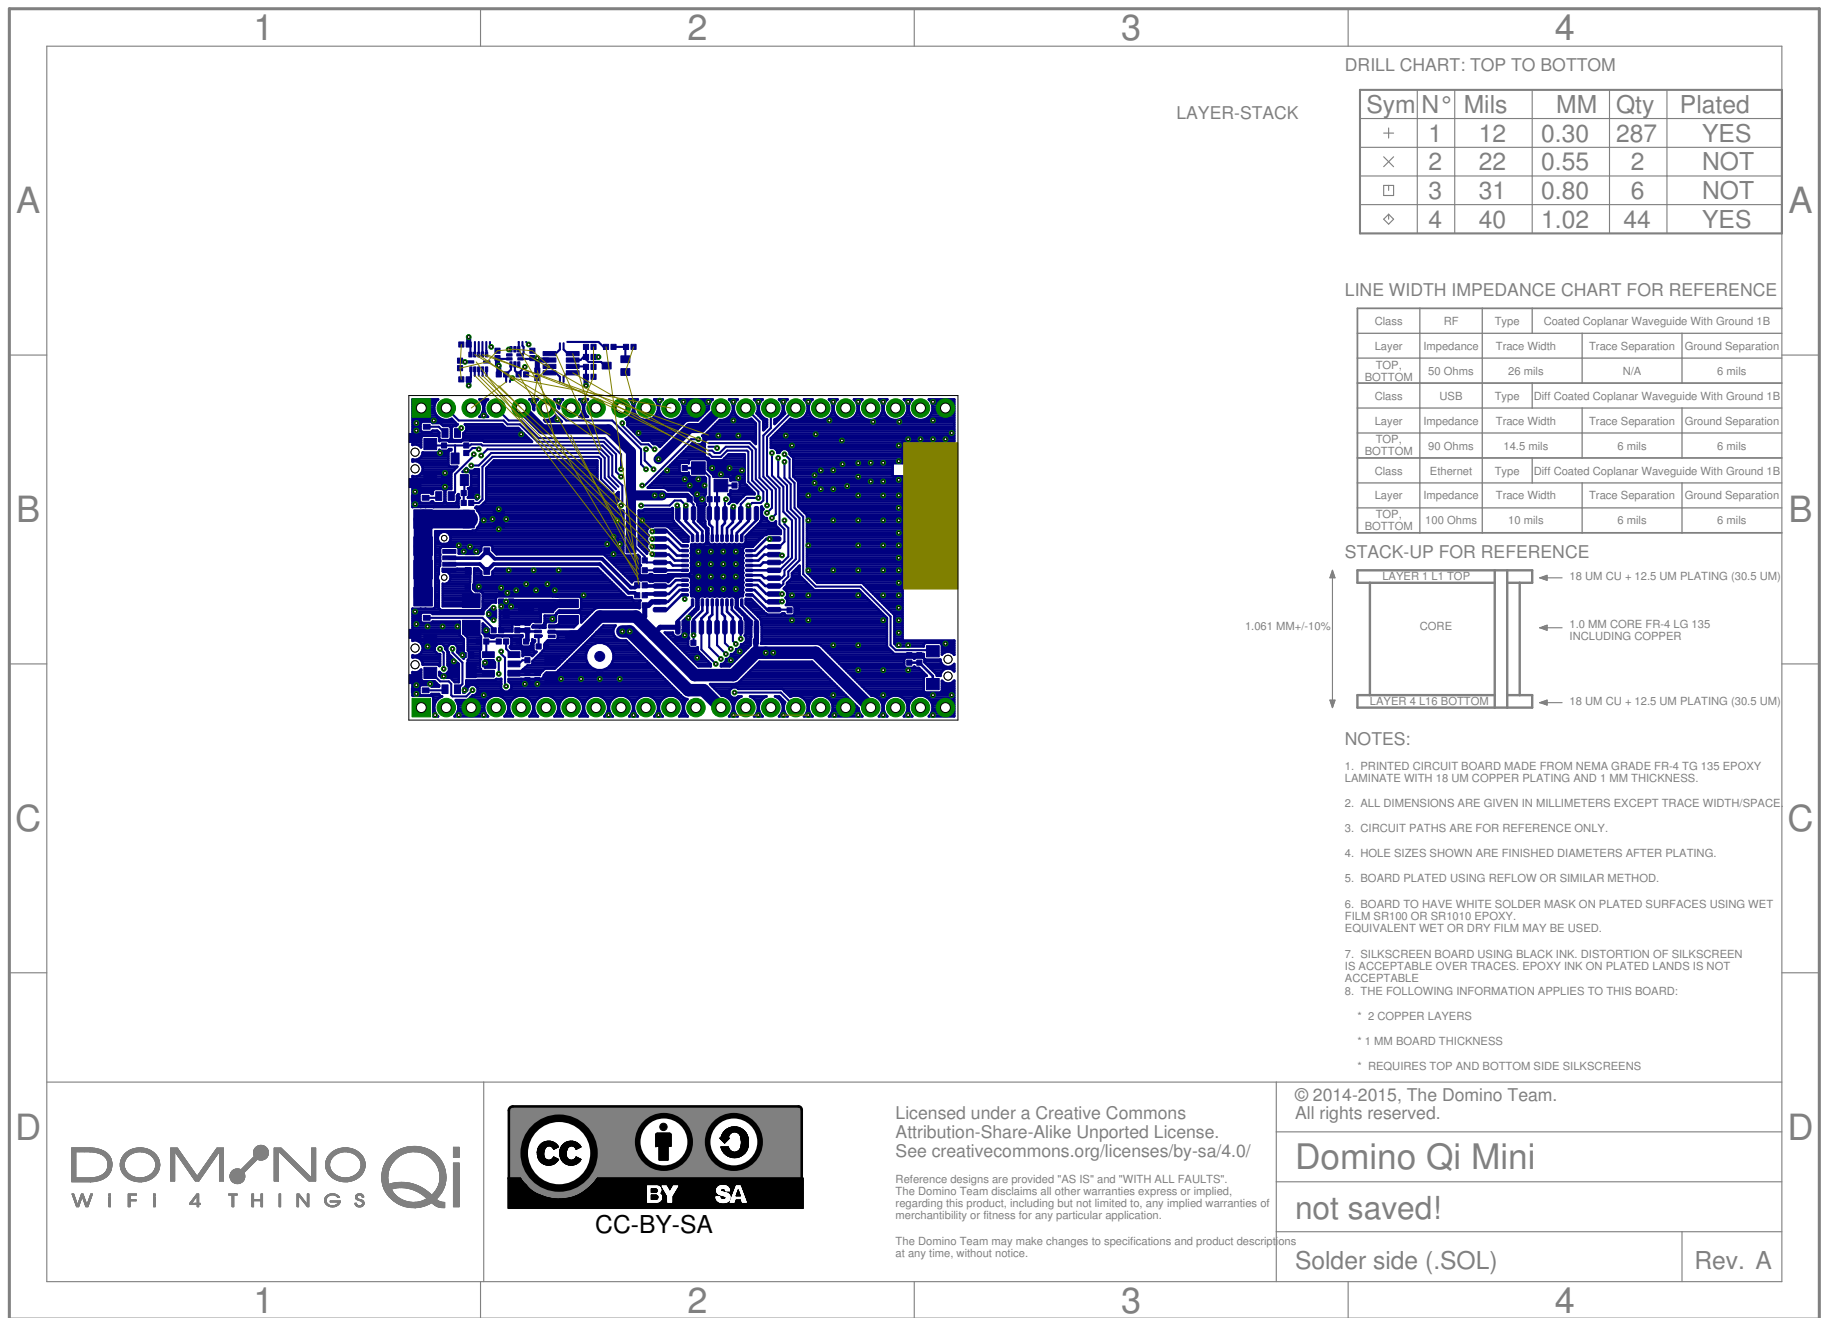 1 2 3 4
DRILL CHART: TOP TO BOTTOM
LAYER-STACK
Sym N° Mils MM Qty Plated
+ 1 12 0.30 287 YES
× 2 22 0.55 2 NOT
3 31 0.80 6 NOT
4 40 1.02 44 YES
A A
LINE WIDTH IMPEDANCE CHART FOR REFERENCE
Class RF Type Coated Coplanar Waveguide With Ground 1B
Layer Impedance Trace Width Trace Separation Ground Separation
TOP, BOTTOM 50 Ohms 26 mils N/A 6 mils
Class USB Type Diff Coated Coplanar Waveguide With Ground 1B
Layer Impedance Trace Width Trace Separation Ground Separation
TOP, BOTTOM 90 Ohms 14.5 mils 6 mils 6 mils
Class Ethernet Type Diff Coated Coplanar Waveguide With Ground 1B
Layer Impedance Trace Width Trace Separation Ground Separation
TOP, BOTTOM 100 Ohms 10 mils 6 mils 6 mils
B B
STACK-UP FOR REFERENCE
LAYER 1 L1 TOP
18 UM CU + 12.5 UM PLATING (30.5 UM)
1.061 MM+/-10%
CORE
1.0 MM CORE FR-4 LG 135
INCLUDING COPPER
LAYER 4 L16 BOTTOM
18 UM CU + 12.5 UM PLATING (30.5 UM)
NOTES:
1. PRINTED CIRCUIT BOARD MADE FROM NEMA GRADE FR-4 TG 135 EPOXY
LAMINATE WITH 18 UM COPPER PLATING AND 1 MM THICKNESS.
2. ALL DIMENSIONS ARE GIVEN IN MILLIMETERS EXCEPT TRACE WIDTH/SPACE
3. CIRCUIT PATHS ARE FOR REFERENCE ONLY.
4. HOLE SIZES SHOWN ARE FINISHED DIAMETERS AFTER PLATING.
5. BOARD PLATED USING REFLOW OR SIMILAR METHOD.
6. BOARD TO HAVE WHITE SOLDER MASK ON PLATED SURFACES USING WET
FILM SR100 OR SR1010 EPOXY.
EQUIVALENT WET OR DRY FILM MAY BE USED.
7. SILKSCREEN BOARD USING BLACK INK. DISTORTION OF SILKSCREEN
IS ACCEPTABLE OVER TRACES. EPOXY INK ON PLATED LANDS IS NOT
ACCEPTABLE
8. THE FOLLOWING INFORMATION APPLIES TO THIS BOARD:
* 2 COPPER LAYERS
* 1 MM BOARD THICKNESS
* REQUIRES TOP AND BOTTOM SIDE SILKSCREENS
C C
D D
DOMINO Qi
WIFI 4 THINGS
cc
BY SA
CC-BY-SA
Licensed under a Creative Commons
Attribution-Share-Alike Unported License.
See creativecommons.org/licenses/by-sa/4.0/
Reference designs are provided "AS IS" and "WITH ALL FAULTS".
The Domino Team disclaims all other warranties express or implied,
regarding this product, including but not limited to, any implied warranties of
merchantibility or fitness for any particular application.
The Domino Team may make changes to specifications and product descriptions
at any time, without notice.
© 2014-2015, The Domino Team.
All rights reserved.
Domino Qi Mini
not saved!
Solder side (.SOL) Rev. A
1 2 3 4